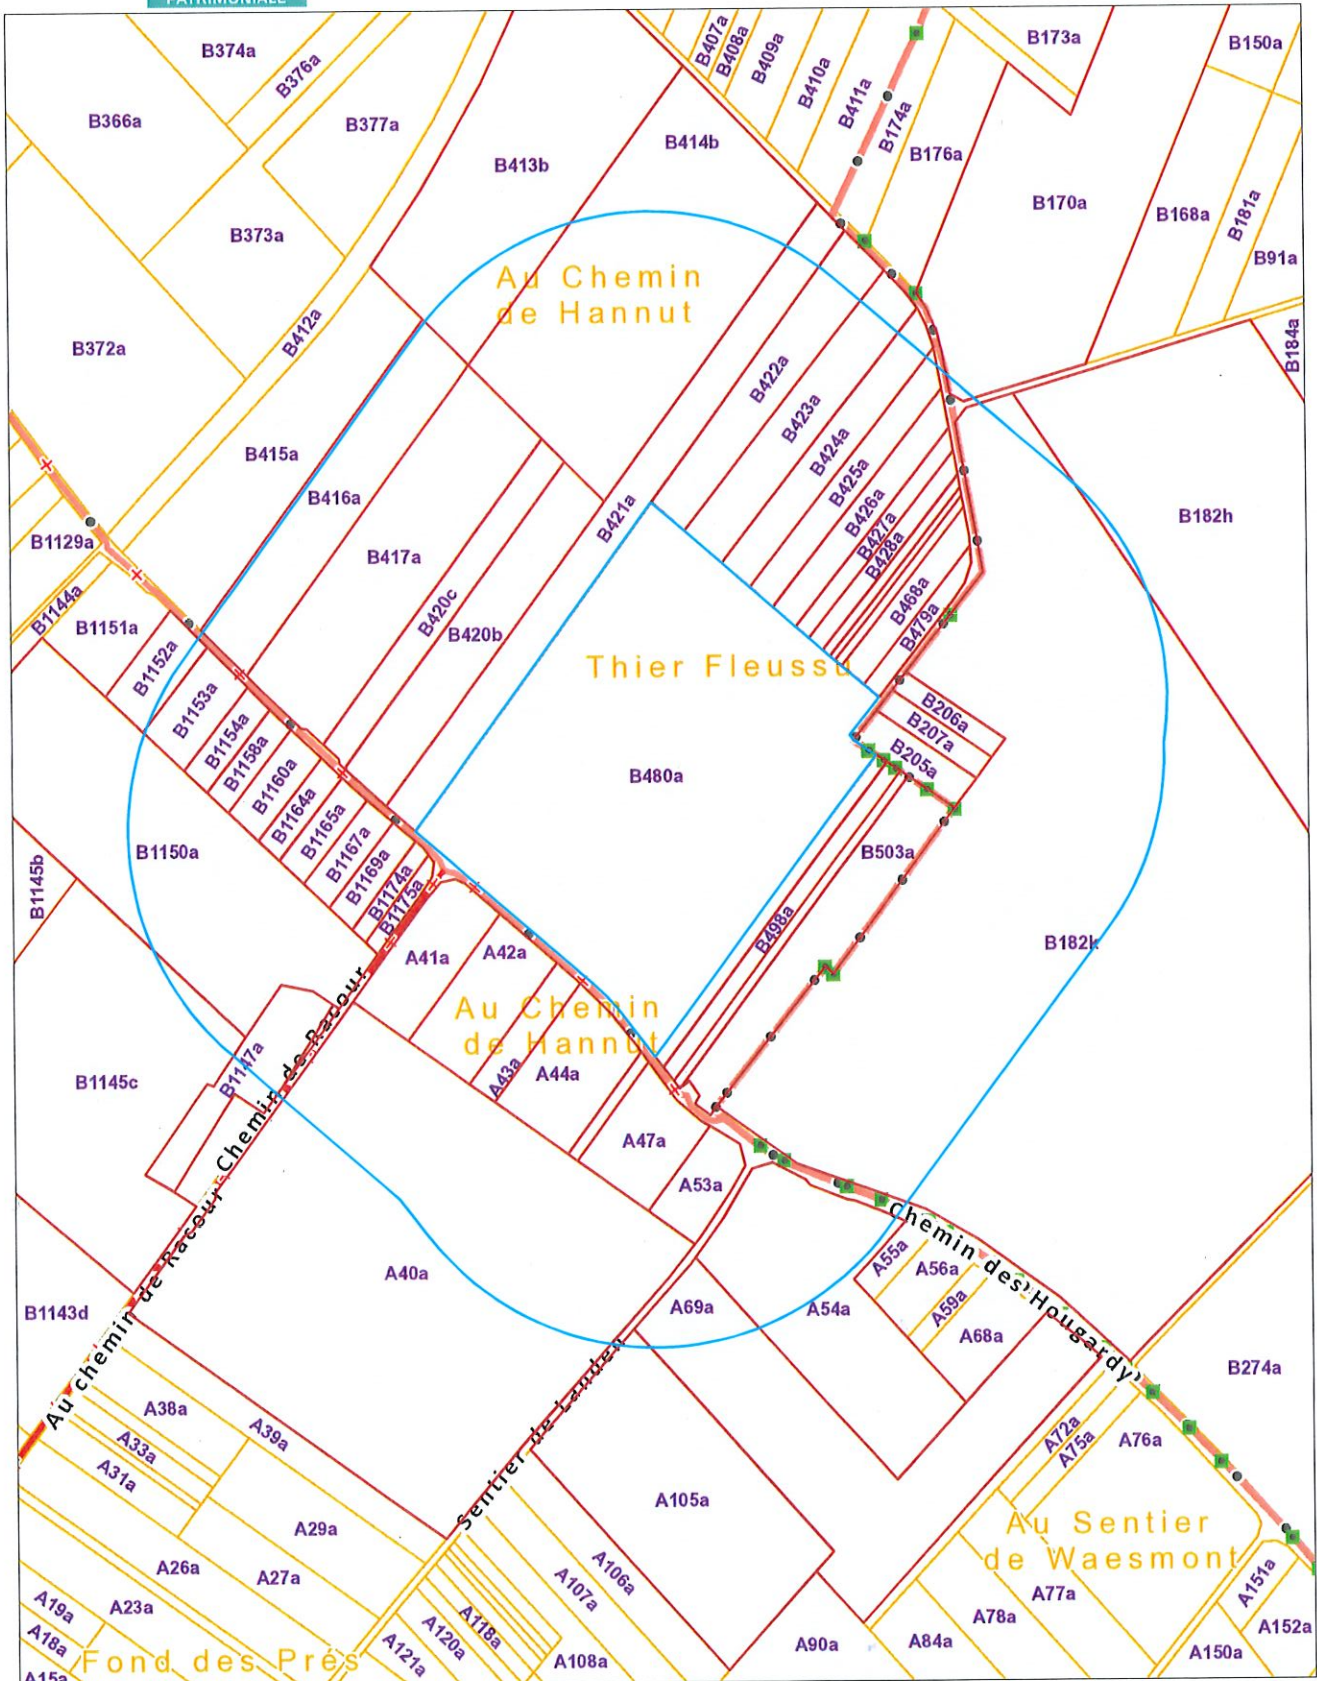 PATRIMONIALE
B374a
B376a
B407a
B408a
B409a
B410a
B411a
B174a
B173a
B150a
B366a
B377a
B413b
B414b
B176a
B170a
B168a
B181a
B91a
B373a
Au Chemin
de Hannut
B372a
B412a
B422a
B184a
B423a
B424a
B415a
B416a
B425a
B426a
B427a
B428a
B421a
B182h
B1129a
B417a
B420c
B420b
B468a
B479a
B1144a
B1151a
B1152a
Thier Fleussu
B1153a
B1154a
B1158a
B1160a
B1164a
B1165a
B1167a
B1169a
B1174a
B1175a
B206a
B207a
B205a
B480a
B1150a
B1145b
B503a
B498a
B182k
A41a
A42a
Au Chemin
de Hannut
A43a
A44a
B1145c
B1147a
Chemin de Racour
A47a
A53a
Au chemin de Racour
A40a
Chemin des Hougardy
A55a
A56a
A59a
A68a
A54a
A69a
B1143d
Sentier de Landen
B274a
A38a
A39a
A33a
A31a
A72a
A75a
A76a
A105a
A29a
Au Sentier
de Waesmont
A26a
A27a
A106a
A107a
A151a
A77a
A19a
A23a
A18a
A118a
A120a
A121a
A78a
A152a
A84a
A90a
A150a
A108a
Fond des Prés
A15a